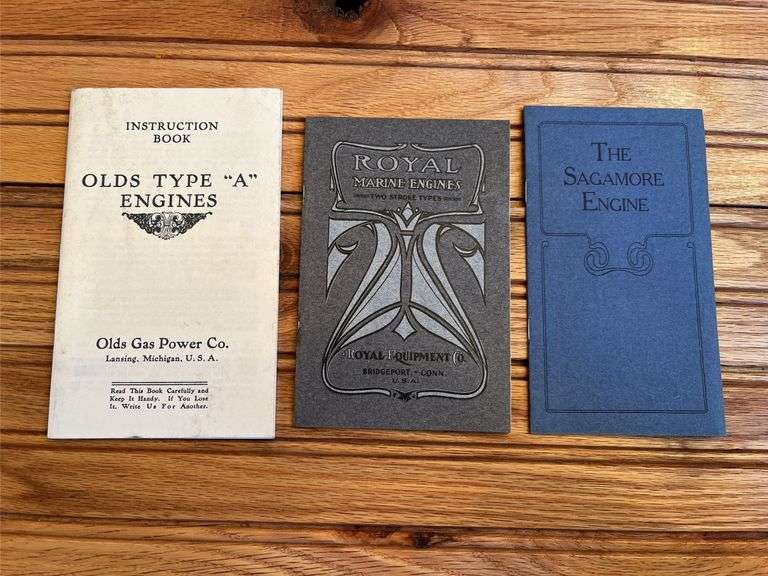 INSTRUCTION
BOOK
OLDS TYPE "A"
ENGINES
Olds Gas Power Co.
Lansing, Michigan, U. S. A.
Read This Book Carefully and
Keep It Handy. If You Lose
It, Write Us For Another.
ROYAL
MARINE ENGINES
TWO STROKE TYPES
ROYAL EQUIPMENT CO.
BRIDGEPORT, - CONN.
U. S. A.
THE
SAGAMORE
ENGINE